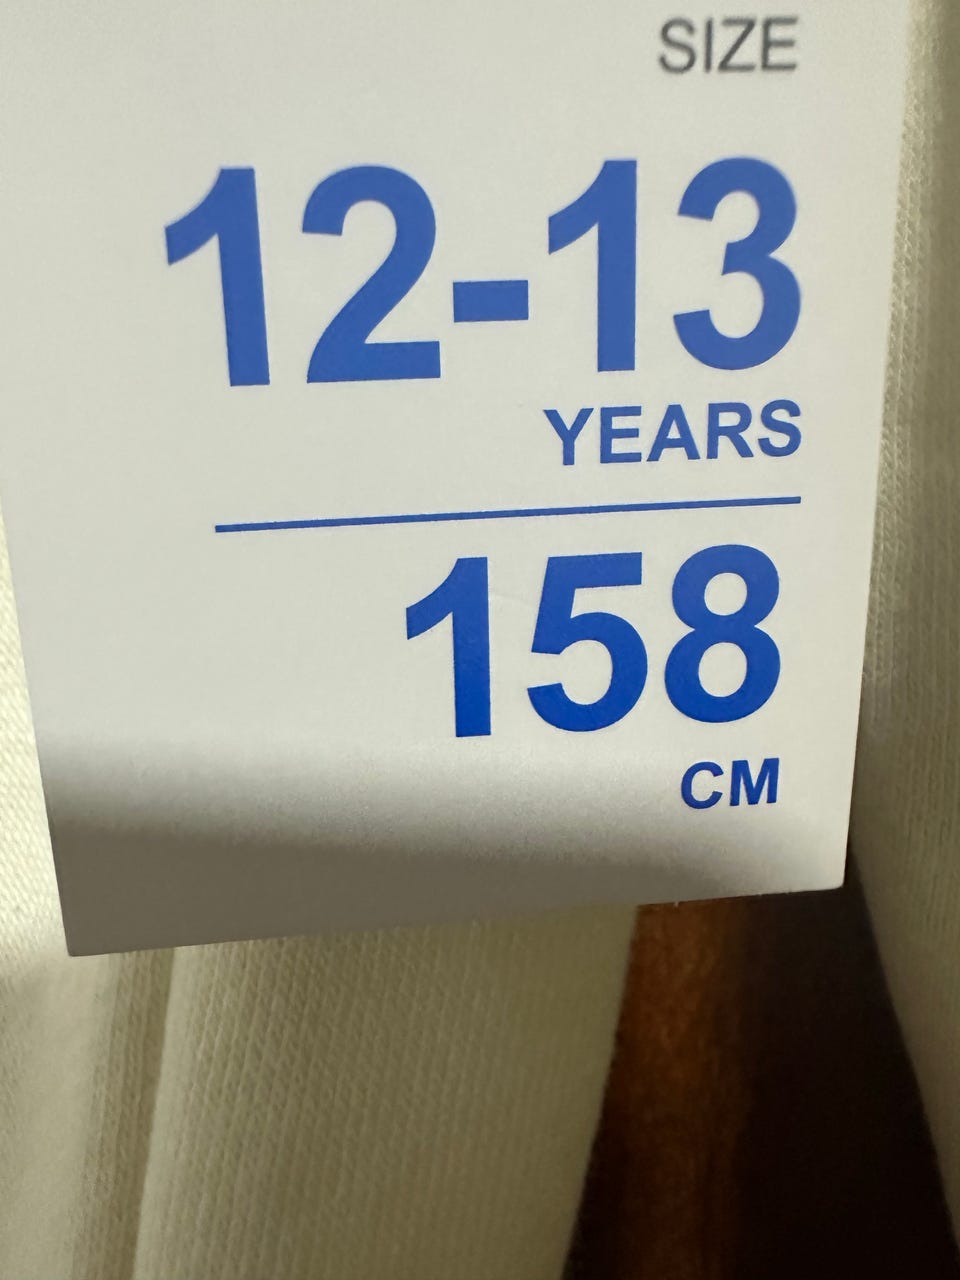 SIZE
12-13
YEARS
158
CM